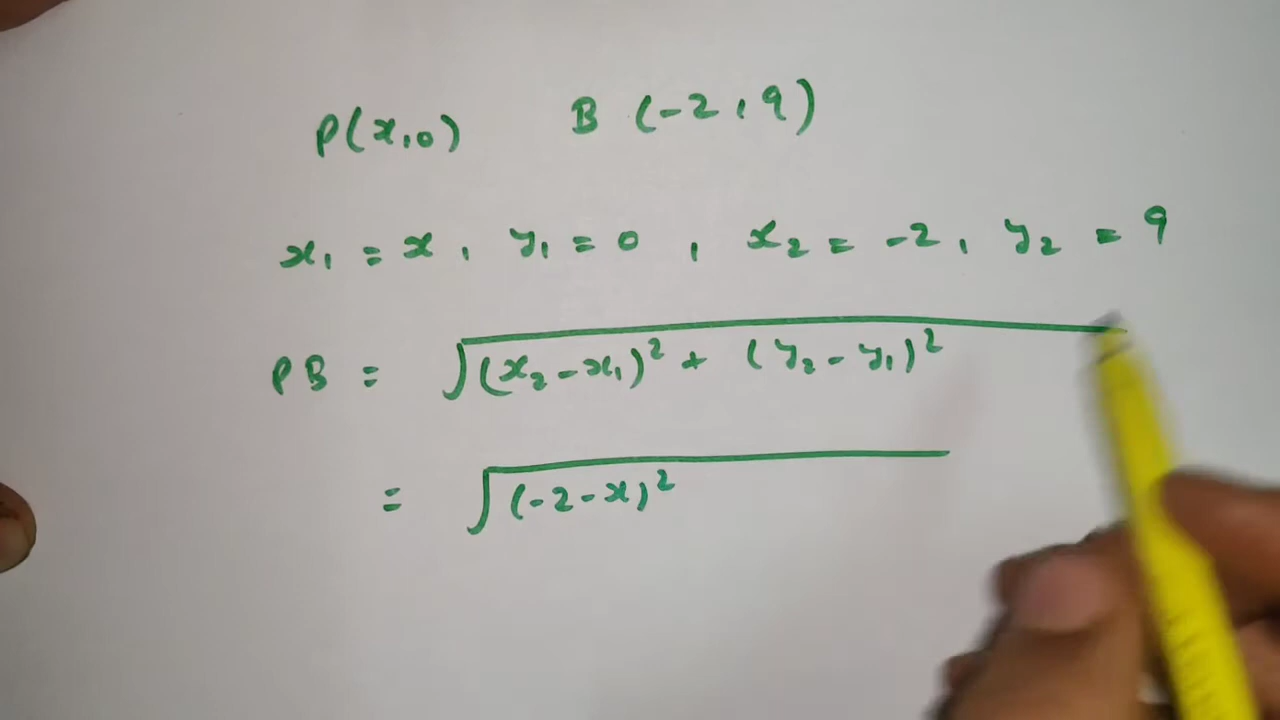 P(x,0) B (-2,9)
x₁ = x, y₁ = 0, x₂ = -2, y₂ = 9
PB = √(x₂-x₁)² + (y₂-y₁)²
= √(-2-x)²